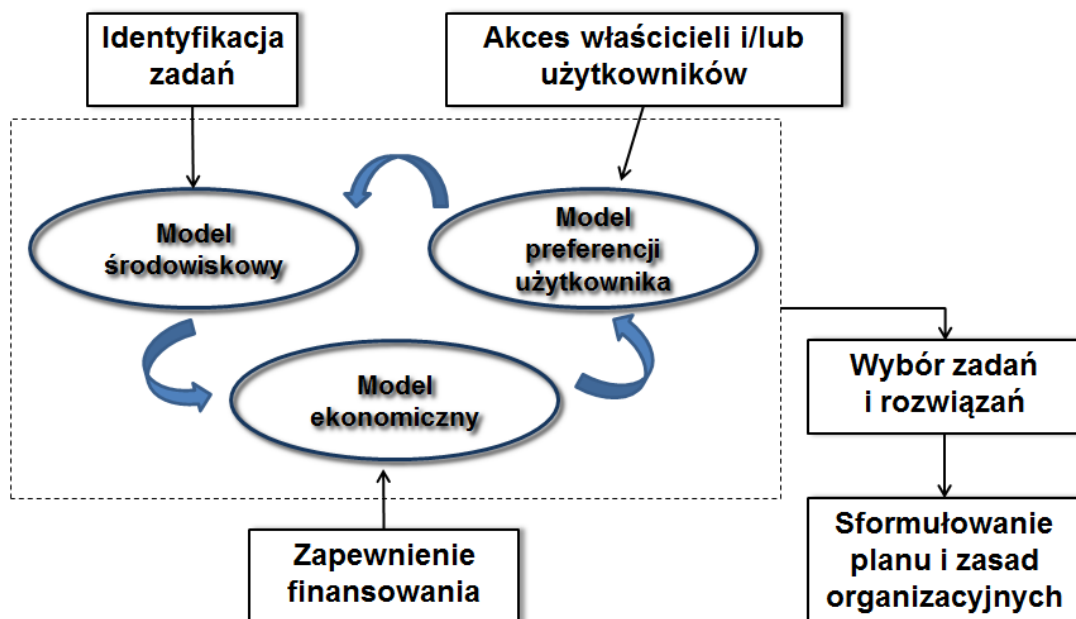 Identyfikacja
zadań
Akces właścicieli i/lub
użytkowników
Model
środowiskowy
Model
preferencji
użytkownika
Model
ekonomiczny
Wybór zadań
i rozwiązań
Zapewnienie
finansowania
Sformułowanie
planu i zasad
organizacyjnych